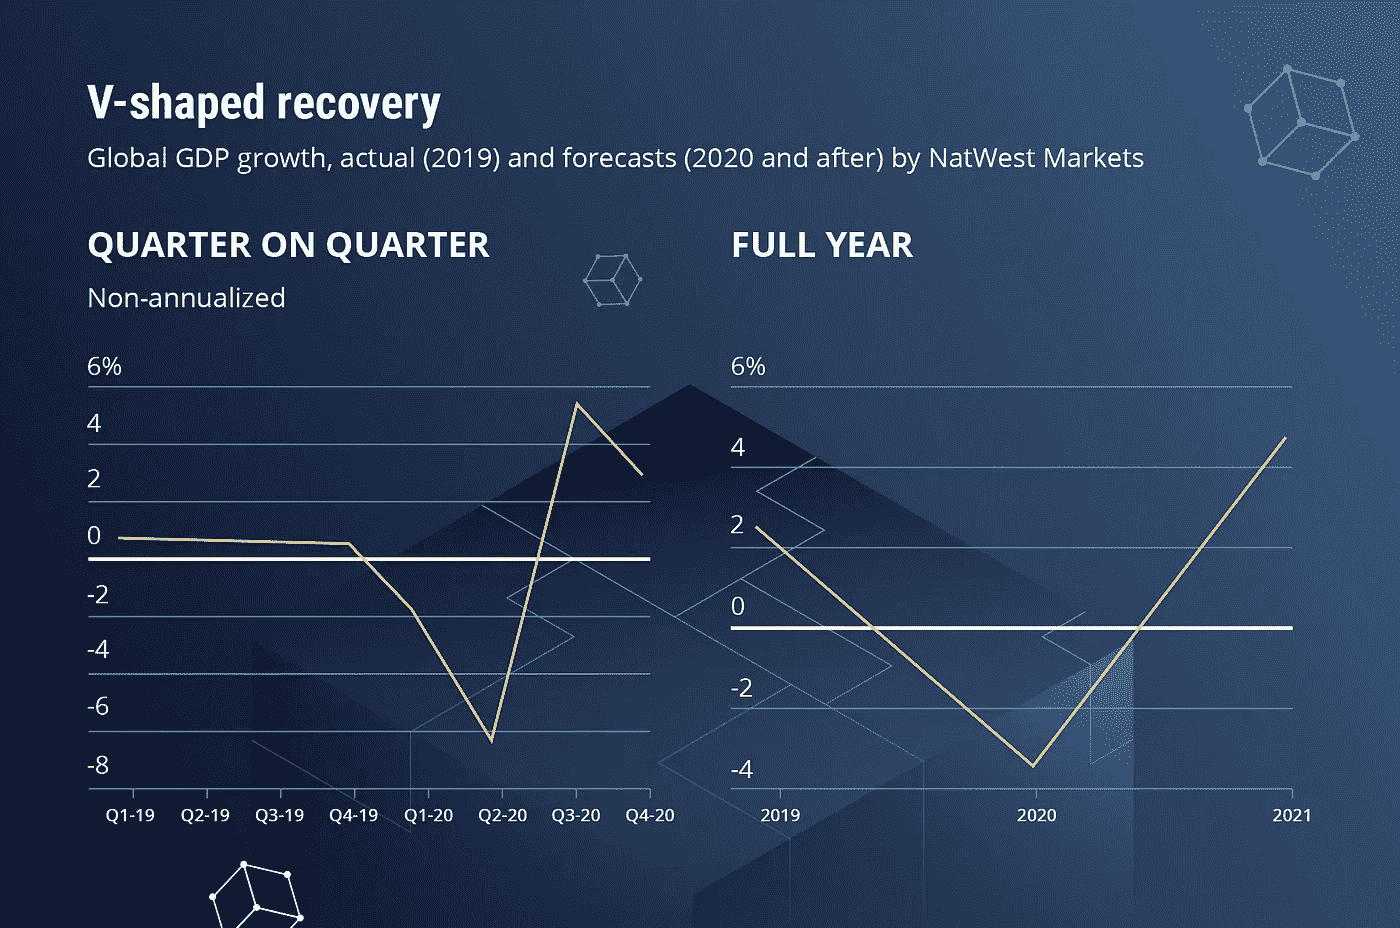 V-shaped recovery
Global GDP growth, actual (2019) and forecasts (2020 and after) by NatWest Markets
QUARTER ON QUARTER
Non-annualized
6%
4
2
0
-2
-4
-6
-8
Q1-19 Q2-19 Q3-19 Q4-19 Q1-20 Q2-20 Q3-20 Q4-20
FULL YEAR
6%
4
2
0
-2
-4
2019 2020 2021